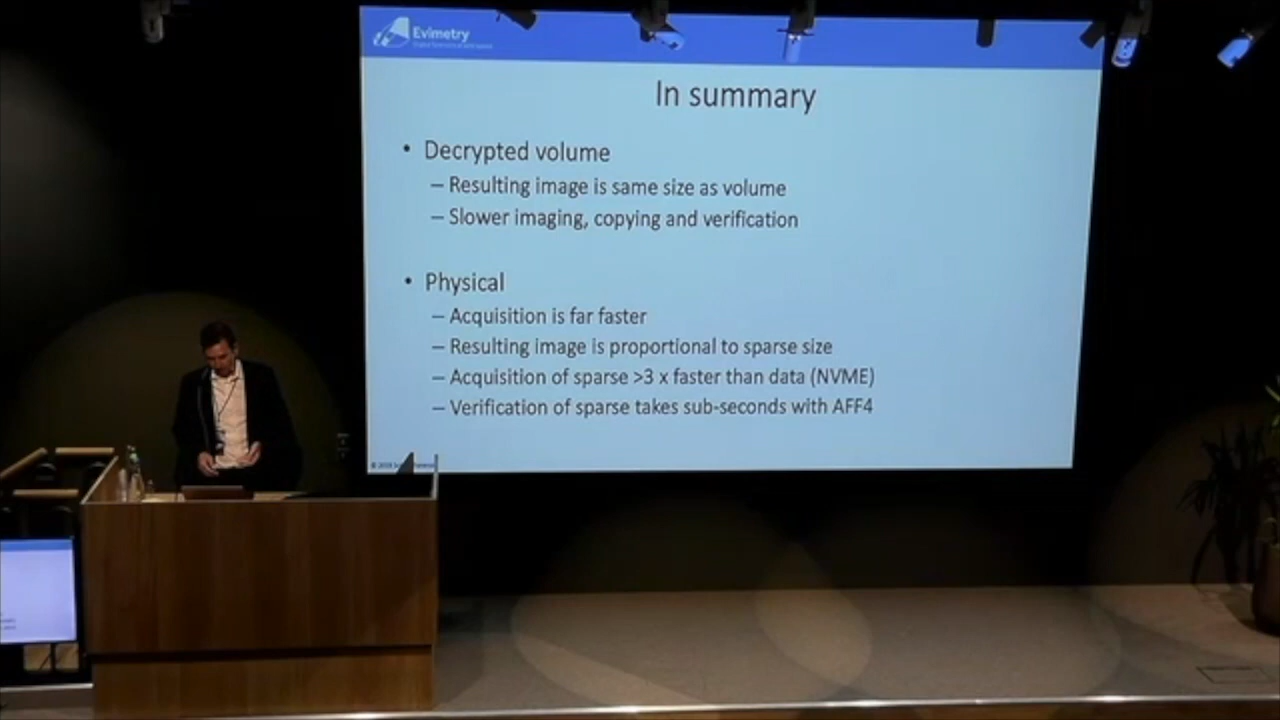 Evimetry
In summary
• Decrypted volume
– Resulting image is same size as volume
– Slower imaging, copying and verification
• Physical
– Acquisition is far faster
– Resulting image is proportional to sparse size
– Acquisition of sparse >3 x faster than data (NVME)
– Verification of sparse takes sub-seconds with AFF4